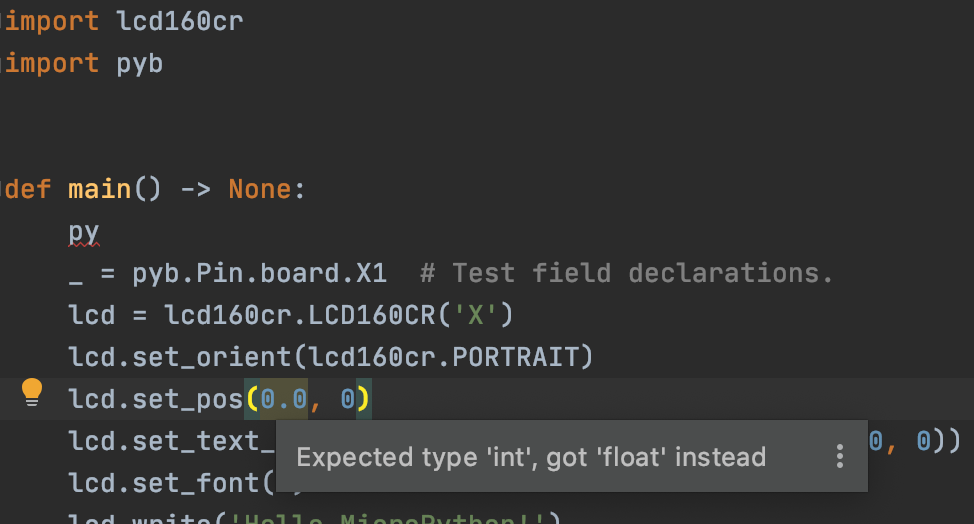 import lcd160cr
import pyb
def main() -> None:
    py
    _ = pyb.Pin.board.X1  # Test field declarations.
    lcd = lcd160cr.LCD160CR('X')
    lcd.set_orient(lcd160cr.PORTRAIT)
    lcd.set_pos(0.0, 0)
    lcd.set_text_ 0, 0))
Expected type 'int', got 'float' instead
    lcd.set_font(
    lcd.write('Hello MicroPython!')